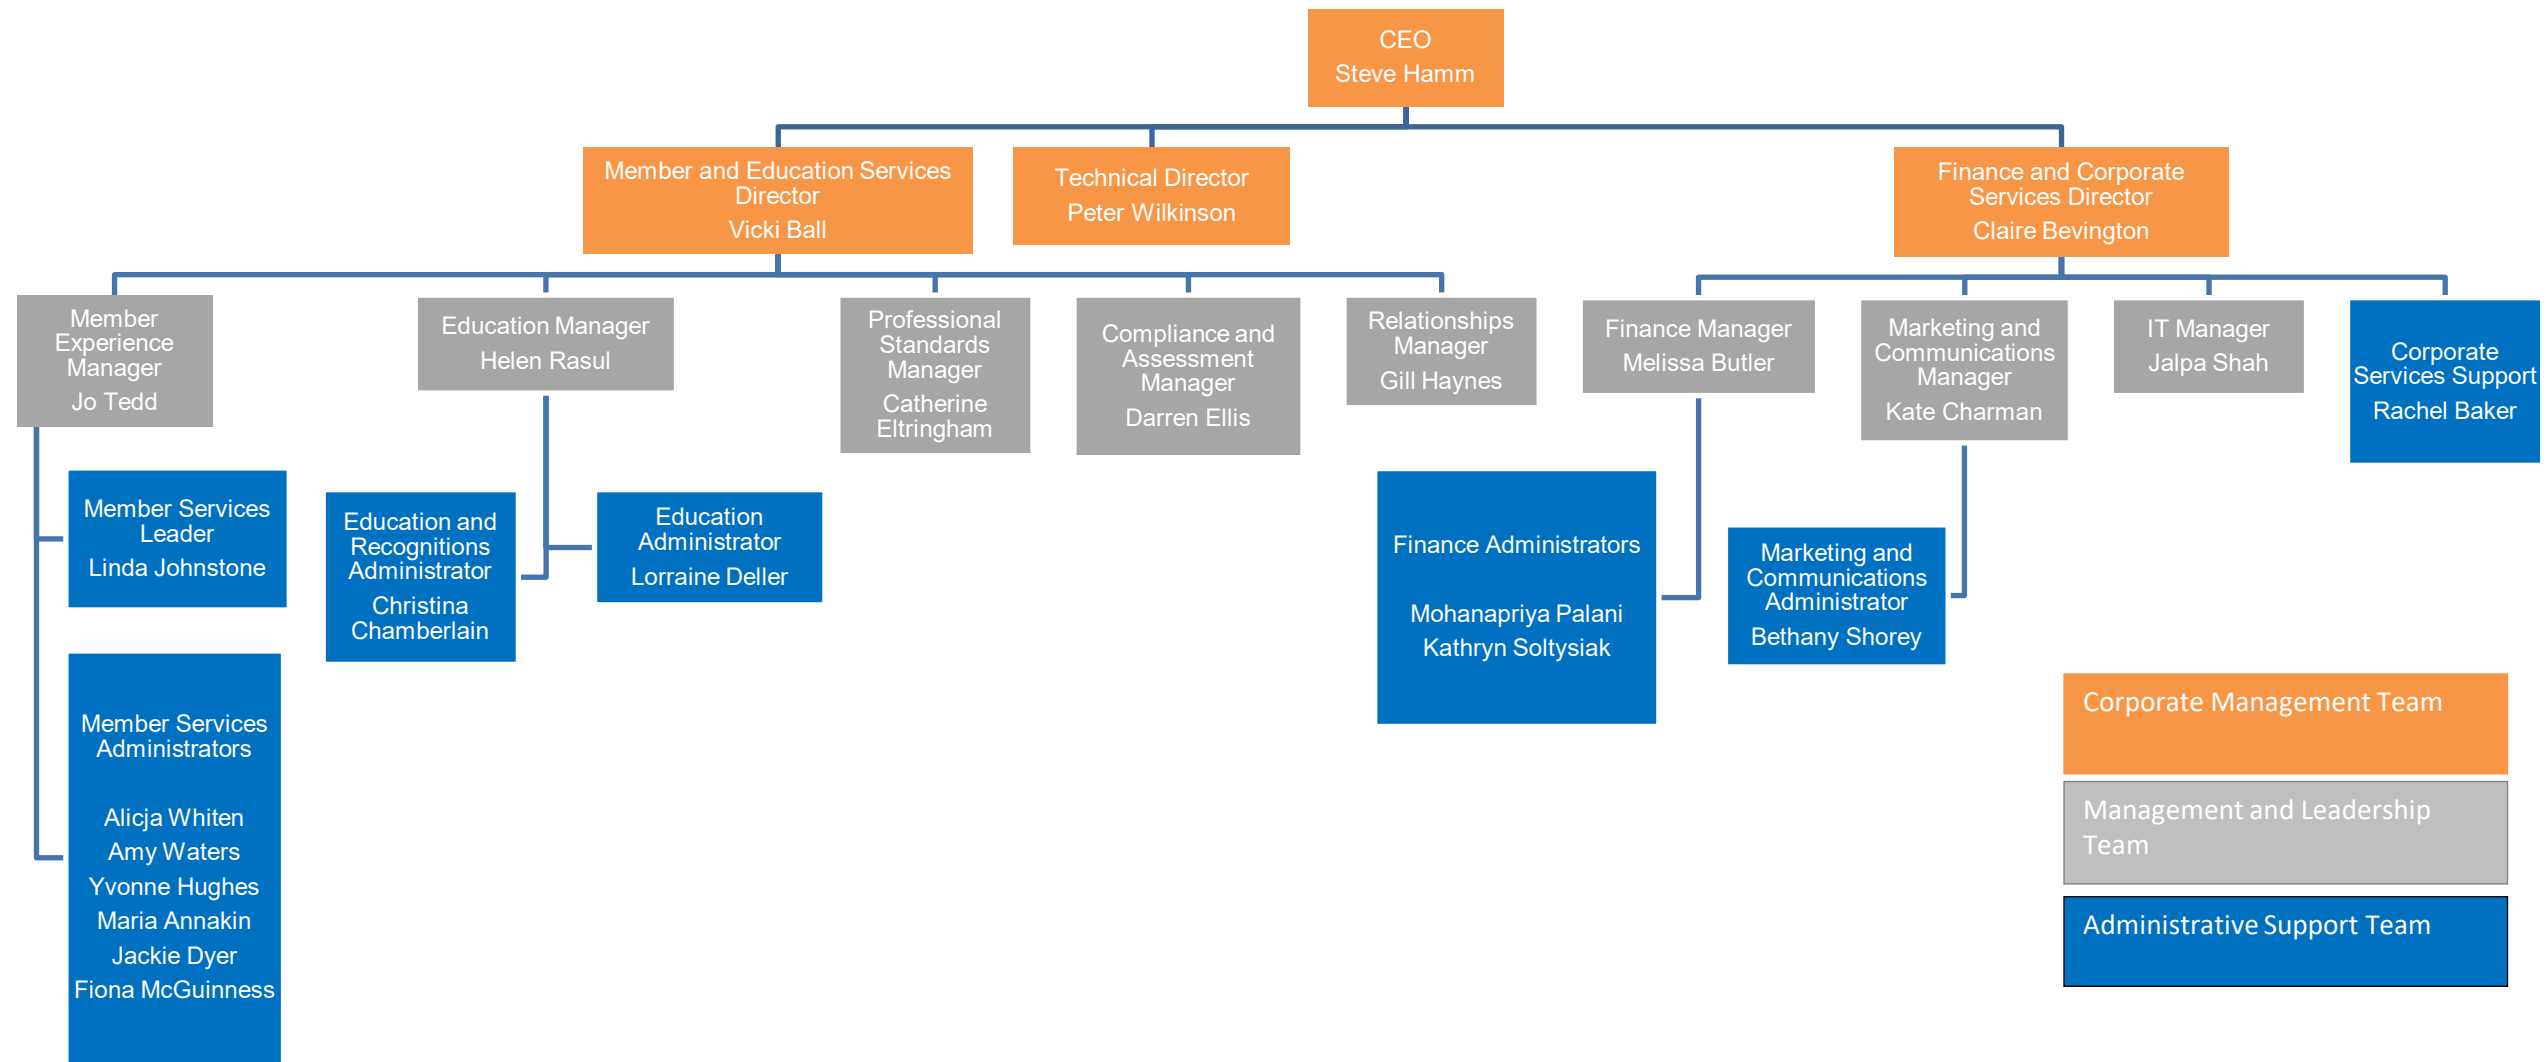 CEO
Steve Hamm
Member and Education Services
Director
Vicki Ball
Technical Director
Peter Wilkinson
Finance and Corporate
Services Director
Claire Bevington
Member
Experience
Manager
Jo Tedd
Education Manager
Helen Rasul
Professional
Standards
Manager
Catherine
Eltringham
Compliance and
Assessment
Manager
Darren Ellis
Relationships
Manager
Gill Haynes
Finance Manager
Melissa Butler
Marketing and
Communications
Manager
Kate Charman
IT Manager
Jalpa Shah
Corporate
Services Support
Rachel Baker
Member Services
Leader
Linda Johnstone
Education and
Recognitions
Administrator
Christina
Chamberlain
Education
Administrator
Lorraine Deller
Finance Administrators
Mohanapriya Palani
Kathryn Soltysiak
Marketing and
Communications
Administrator
Bethany Shorey
Member Services
Administrators
Alicja Whiten
Amy Waters
Yvonne Hughes
Maria Annakin
Jackie Dyer
Fiona McGuinness
Corporate Management Team
Management and Leadership
Team
Administrative Support Team